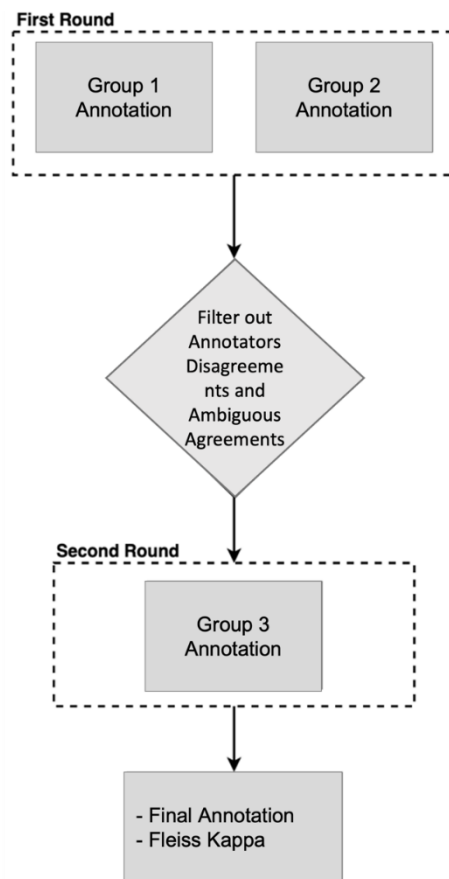 First Round
Group 1
Annotation
Group 2
Annotation
Filter out
Annotators
Disagreeme
nts and
Ambiguous
Agreements
Second Round
Group 3
Annotation
- Final Annotation
- Fleiss Kappa